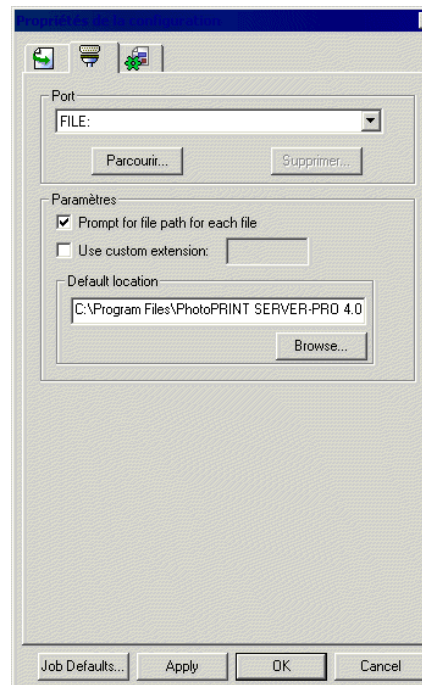 Propriétés de la configuration
Port
FILE:
Parcourir... Supprimer...
Paramètres
Prompt for file path for each file
Use custom extension:
Default location
C:\Program Files\PhotoPRINT SERVER-PRO 4.0
Browse...
Job Defaults... Apply OK Cancel